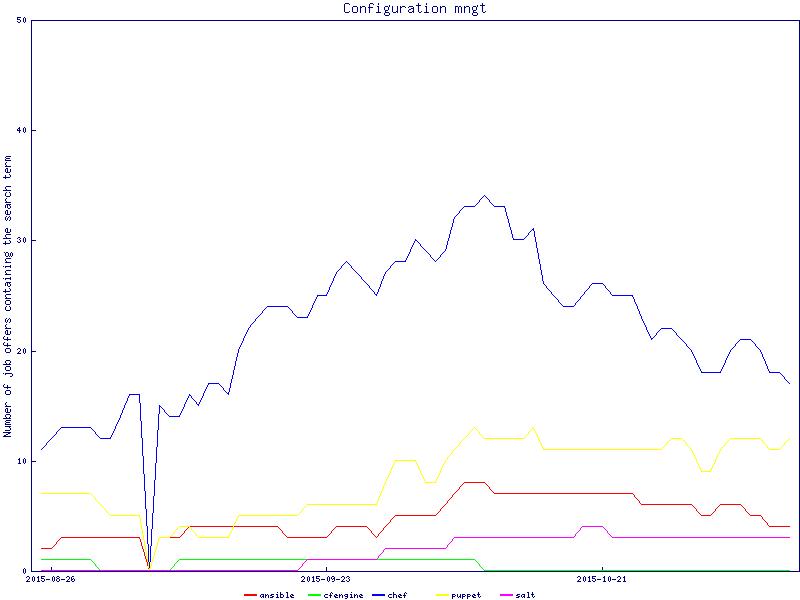 Configuration mngt
Number of job offers containing the search term
50
40
30
20
10
0
2015-08-26 2015-09-23 2015-10-21
ansible cfengine chef puppet salt